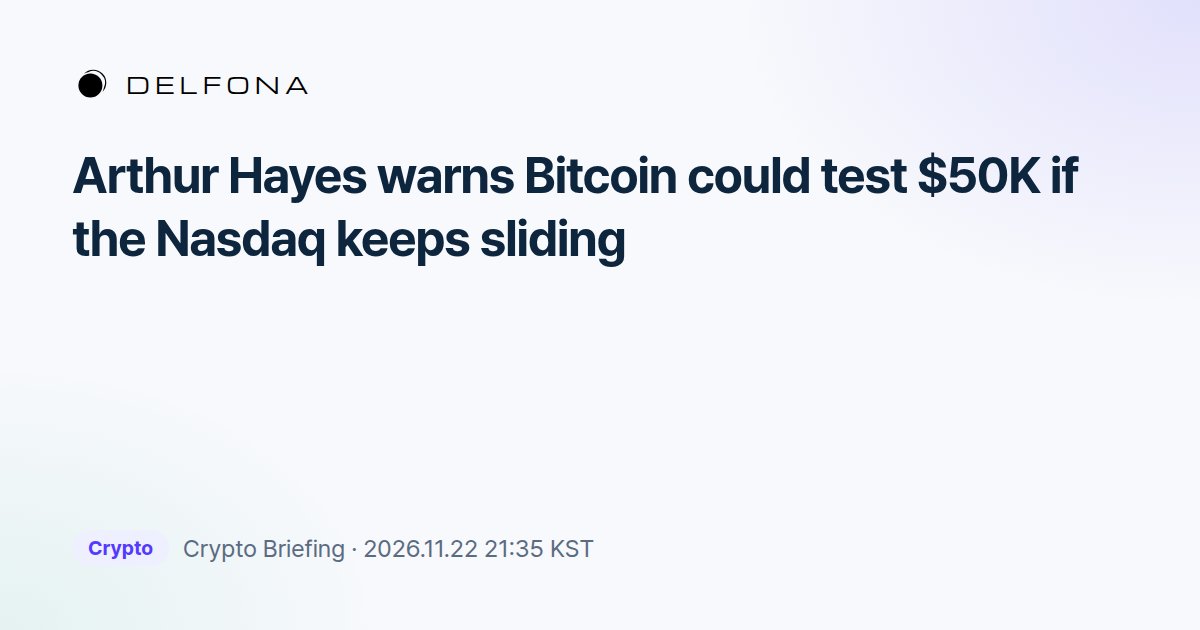 DELFONA
Arthur Hayes warns Bitcoin could test $50K if
the Nasdaq keeps sliding
Crypto Crypto Briefing · 2026.11.22 21:35 KST